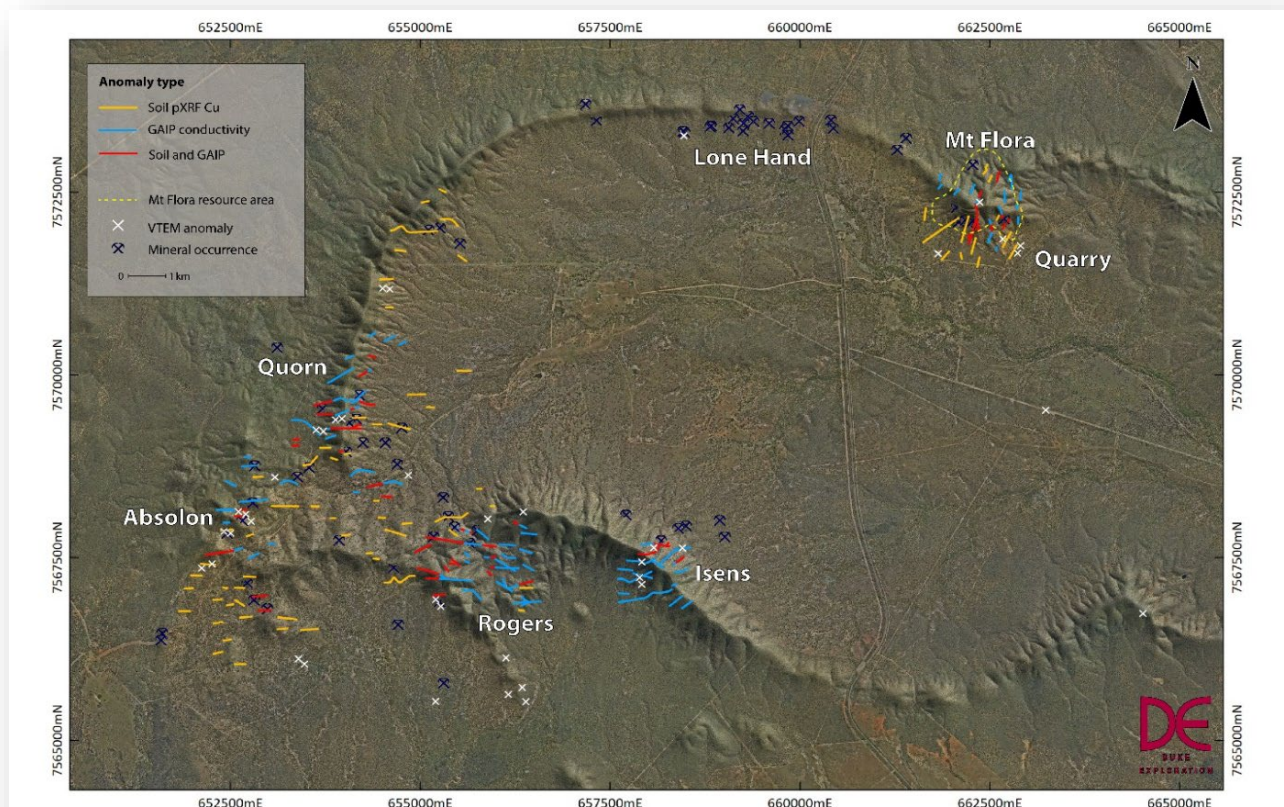 652500mE 655000mE 657500mE 660000mE 662500mE 665000mE
N
Anomaly type
Soil pXRF Cu
GAIP conductivity
Soil and GAIP
Mt Flora resource area
VTEM anomaly
Mineral occurrence
0 1 km
Mt Flora
Lone Hand
7572500mN 7572500mN
Quarry
Quorn
7570000mN 7570000mN
Absolon
7567500mN 7567500mN
Isens
Rogers
7565000mN 7565000mN
DE
DUKE
EXPLORATION
652500mE 655000mE 657500mE 660000mE 662500mE 665000mE